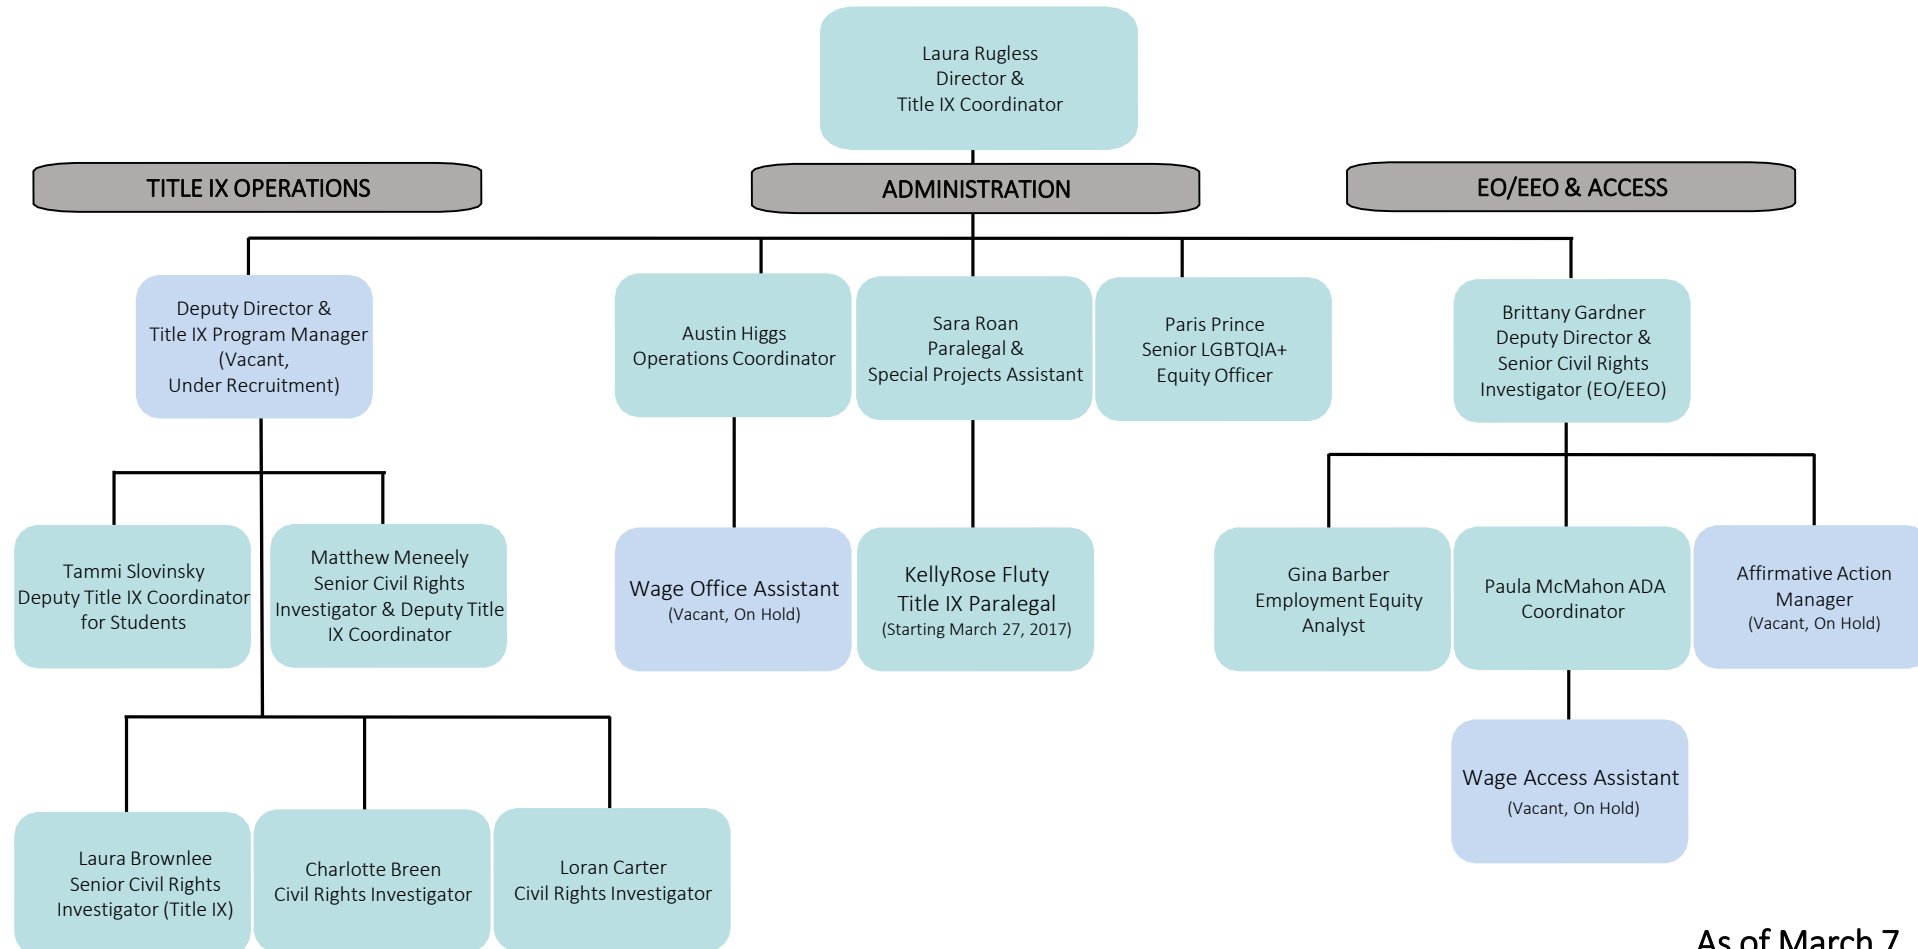 Laura Rugless
Director &
Title IX Coordinator
TITLE IX OPERATIONS
ADMINISTRATION
EO/EEO & ACCESS
Deputy Director &
Title IX Program Manager
(Vacant,
Under Recruitment)
Austin Higgs
Operations Coordinator
Sara Roan
Paralegal &
Special Projects Assistant
Paris Prince
Senior LGBTQIA+
Equity Officer
Brittany Gardner
Deputy Director &
Senior Civil Rights
Investigator (EO/EEO)
Tammi Slovinsky
Deputy Title IX Coordinator
for Students
Matthew Meneely
Senior Civil Rights
Investigator & Deputy Title
IX Coordinator
Wage Office Assistant
(Vacant, On Hold)
KellyRose Fluty
Title IX Paralegal
(Starting March 27, 2017)
Gina Barber
Employment Equity
Analyst
Paula McMahon ADA
Coordinator
Affirmative Action
Manager
(Vacant, On Hold)
Wage Access Assistant
(Vacant, On Hold)
Laura Brownlee
Senior Civil Rights
Investigator (Title IX)
Charlotte Breen
Civil Rights Investigator
Loran Carter
Civil Rights Investigator
As of March 7